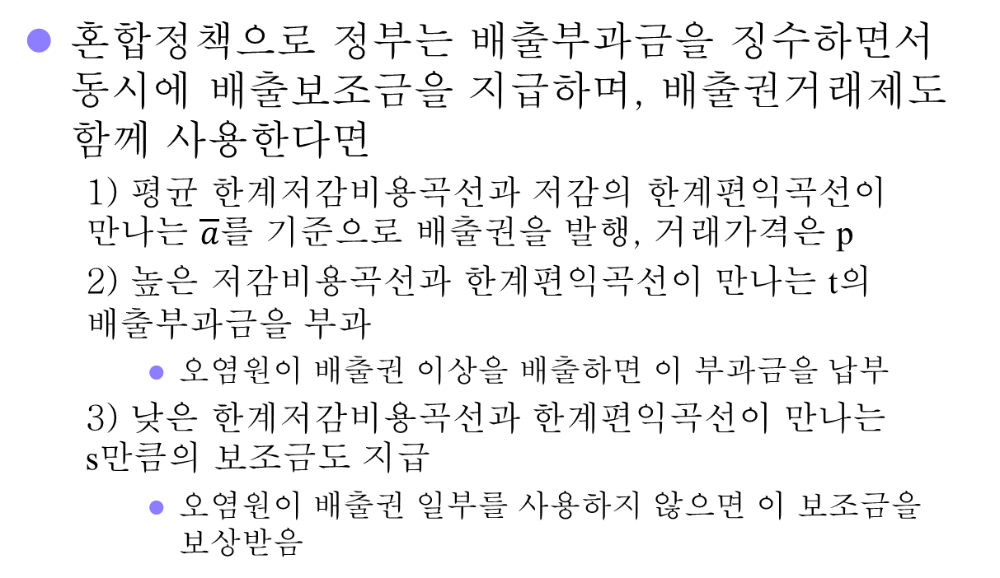 혼합정책으로 정부는 배출부과금을 징수하면서
동시에 배출보조금을 지급하며, 배출권거래제도
함께 사용한다면
1) 평균 한계저감비용곡선과 저감의 한계편익곡선이
만나는 a̅를 기준으로 배출권을 발행, 거래가격은 p
2) 높은 저감비용곡선과 한계편익곡선이 만나는 t의
배출부과금을 부과
오염원이 배출권 이상을 배출하면 이 부과금을 납부
3) 낮은 한계저감비용곡선과 한계편익곡선이 만나는
s만큼의 보조금도 지급
오염원이 배출권 일부를 사용하지 않으면 이 보조금을
보상받음